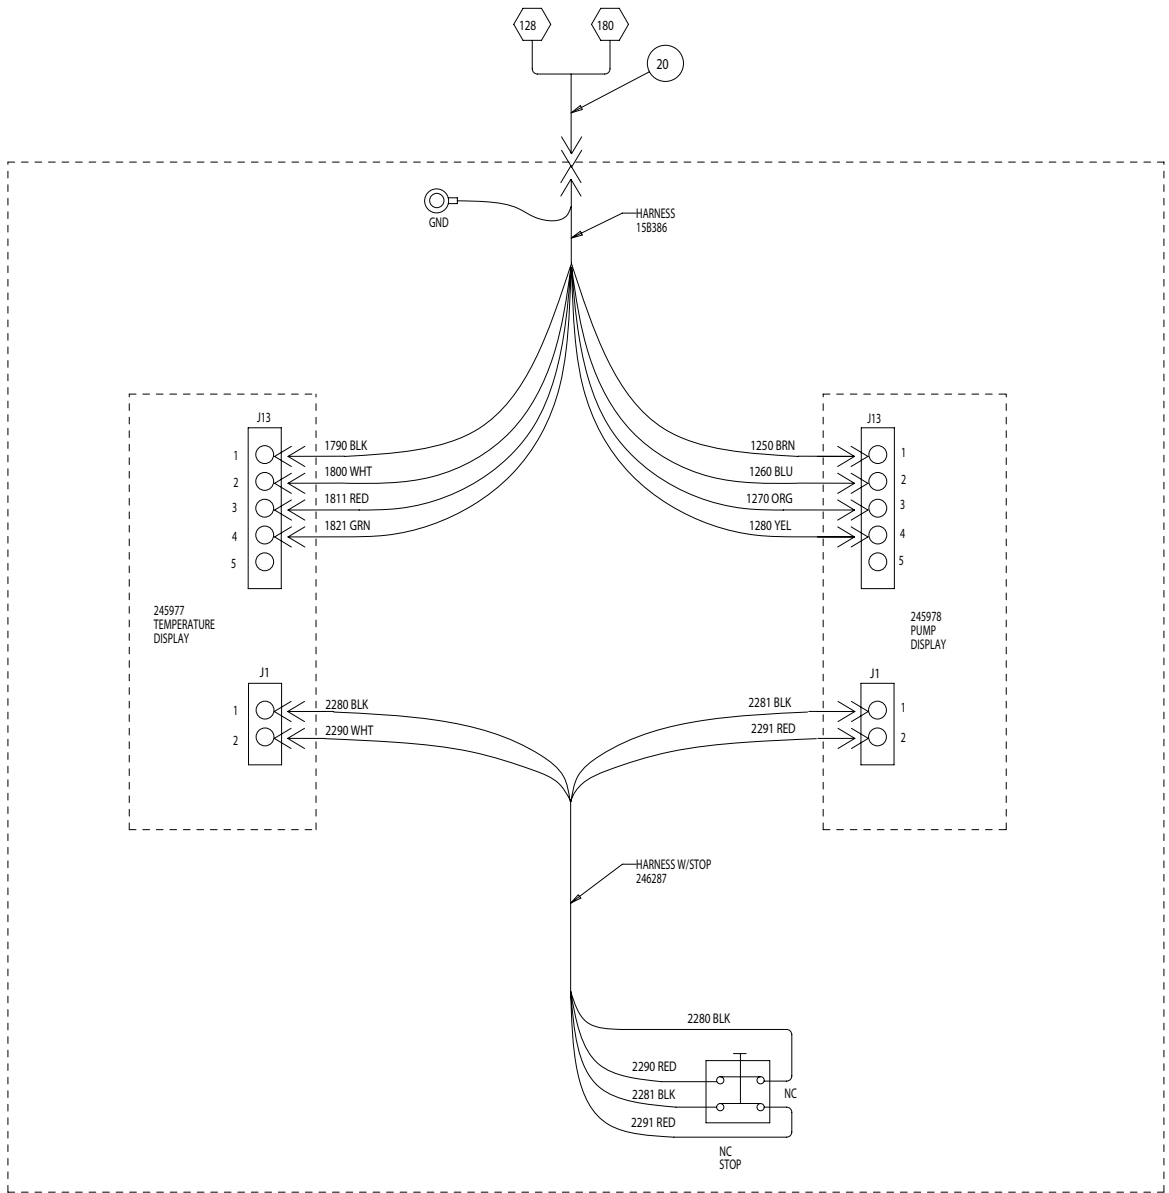 128
180
20
GND
HARNESS
15B386
J13
J13
1
1790 BLK
1250 BRN
1
2
1800 WHT
1260 BLU
2
3
1811 RED
1270 ORG
3
4
1821 GRN
1280 YEL
4
5
5
245977
TEMPERATURE
DISPLAY
245978
PUMP
DISPLAY
J1
J1
1
2280 BLK
2281 BLK
1
2
2290 WHT
2291 RED
2
HARNESS W/STOP
246287
2280 BLK
2290 RED
2281 BLK
NC
2291 RED
NC
STOP